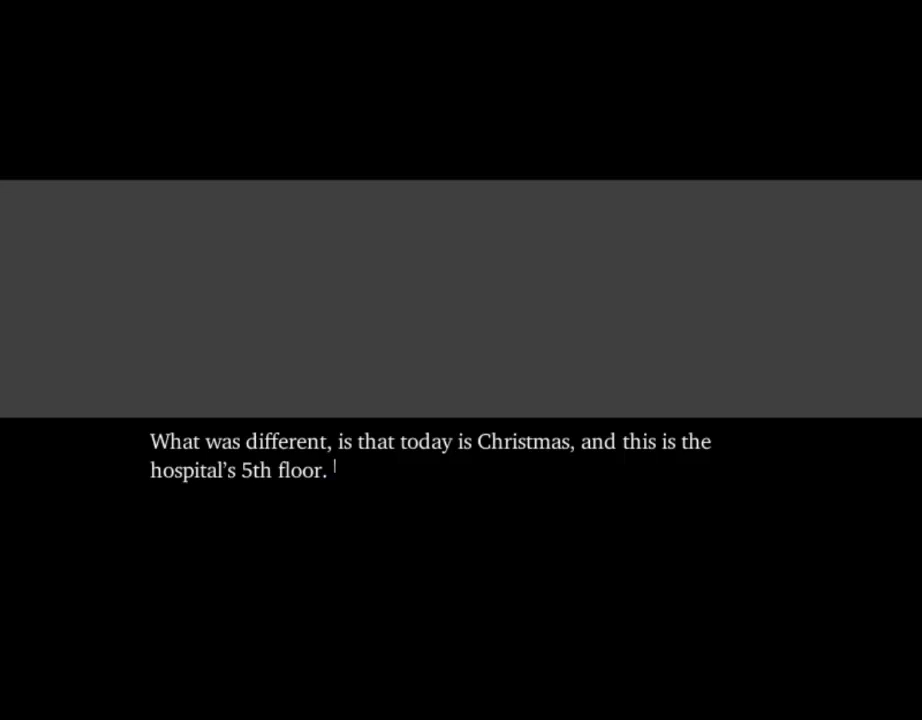 What was different, is that today is Christmas, and this is the
hospital’s 5th floor.